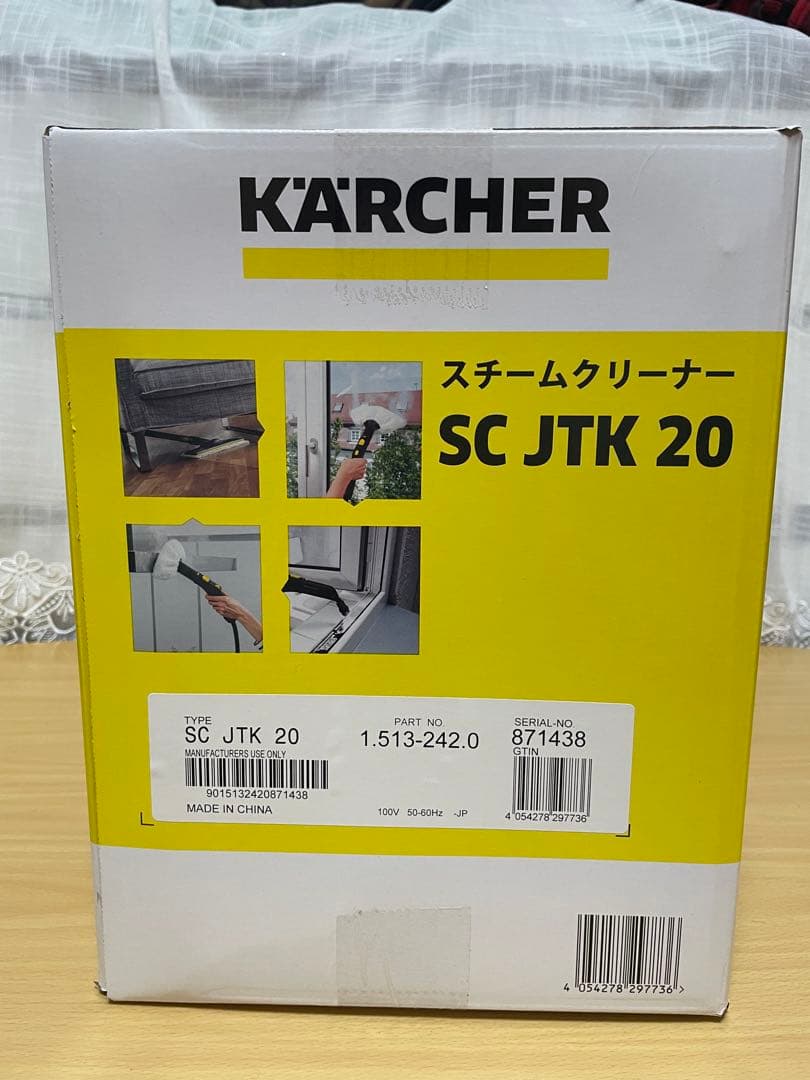 KÄRCHER
スチームクリーナー
SC JTK 20
TYPE
SC JTK 20
MANUFACTURERS USE ONLY
9015132420871438
MADE IN CHINA
PART NO.
1.513-242.0
100V 50-60Hz -JP
SERIAL-NO.
871438
GTIN
4 054278 297736
4 054278 297736 >